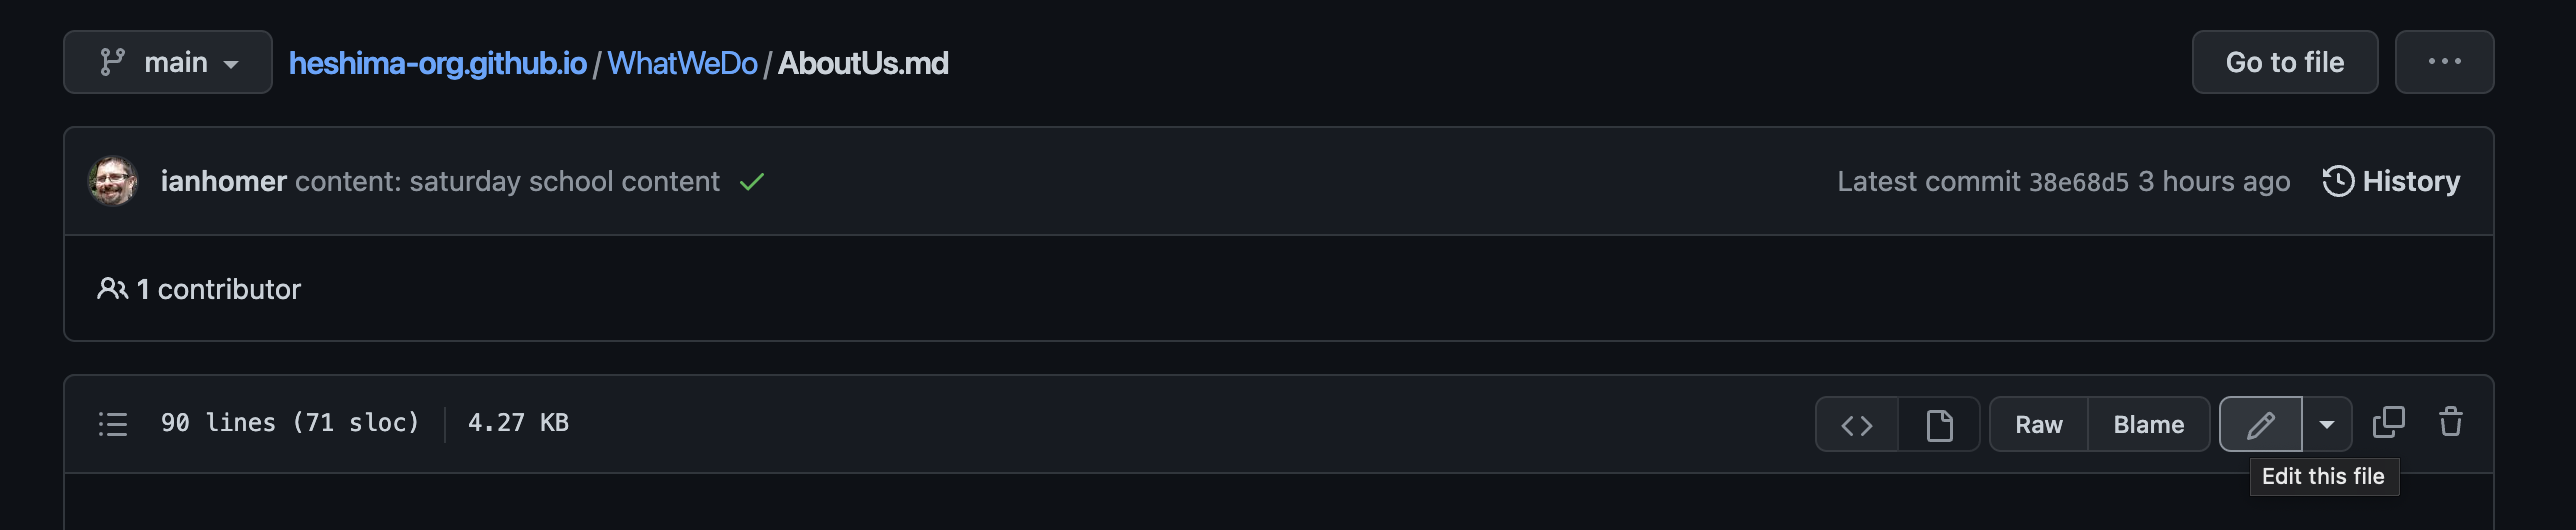 main heshima-org.github.io / WhatWeDo / AboutUs.md Go to file ...
ianhomer content: saturday school content Latest commit 38e68d5 3 hours ago History
1 contributor
90 lines (71 sloc) 4.27 KB Raw Blame
Edit this file